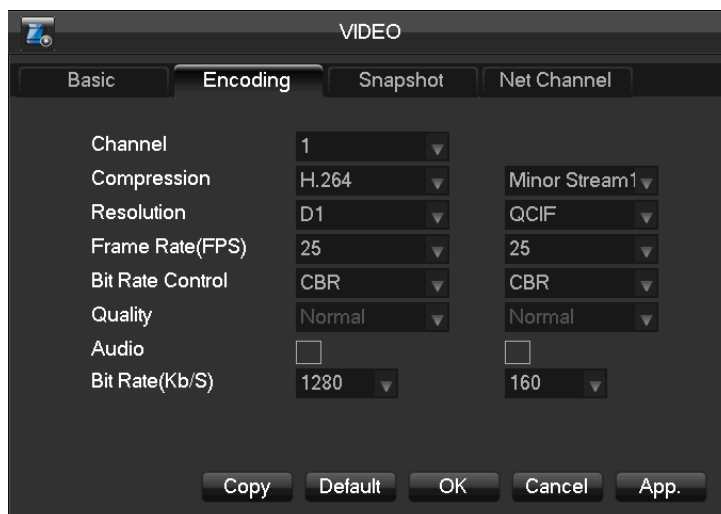 VIDEO
Basic Encoding Snapshot Net Channel
Channel 1
Compression H.264 Minor Stream1
Resolution D1 QCIF
Frame Rate(FPS) 25 25
Bit Rate Control CBR CBR
Quality Normal Normal
Audio
Bit Rate(Kb/S) 1280 160
Copy Default OK Cancel App.